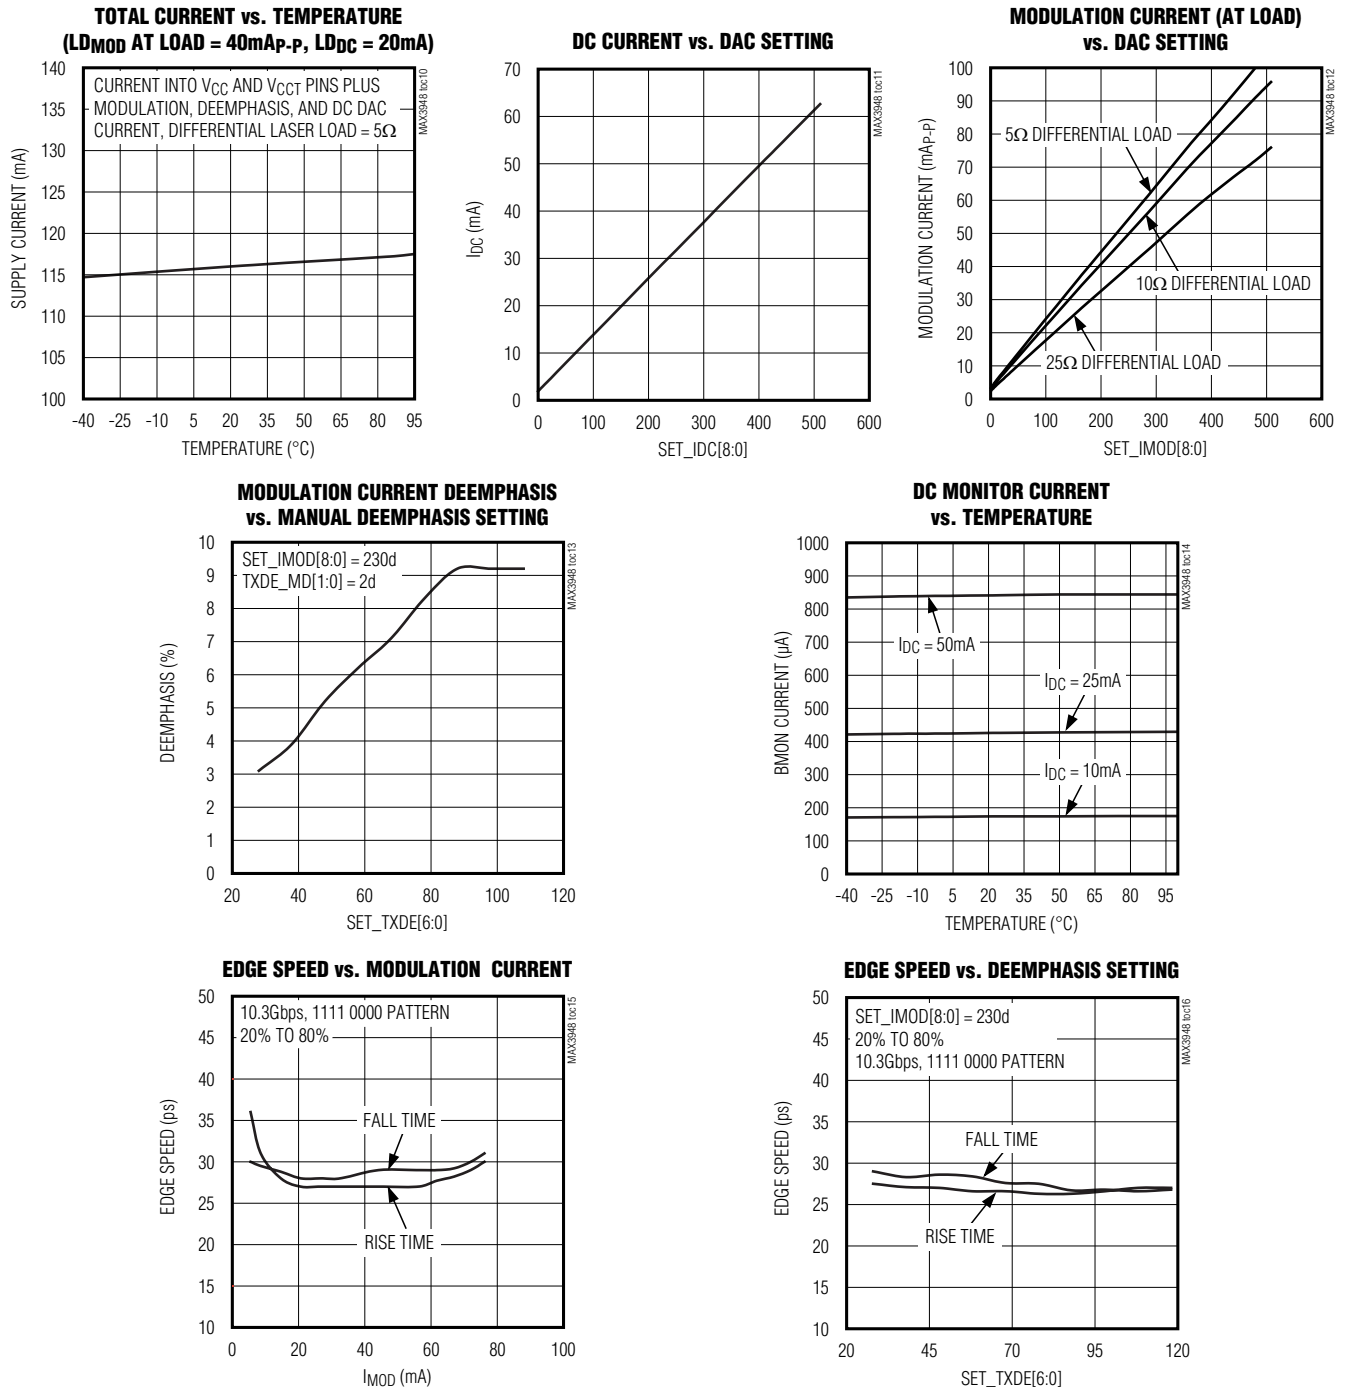 TOTAL CURRENT vs. TEMPERATURE
(LDMOD AT LOAD = 40mAP-P, LDDC = 20mA)
MAX3948 toc10
CURRENT INTO VCC AND VCCT PINS PLUS
MODULATION, DEEMPHASIS, AND DC DAC
CURRENT, DIFFERENTIAL LASER LOAD = 5Ω
SUPPLY CURRENT (mA)
140
135
130
125
120
115
110
105
100
-40 -25 -10 5 20 35 50 65 80 95
TEMPERATURE (°C)
DC CURRENT vs. DAC SETTING
MAX3948 toc11
IDC (mA)
70
60
50
40
30
20
10
0
0 100 200 300 400 500 600
SET_IDC[8:0]
MODULATION CURRENT (AT LOAD)
vs. DAC SETTING
MAX3948 toc12
MODULATION CURRENT (mAP-P)
100
90
80
70
60
50
40
30
20
10
0
5Ω DIFFERENTIAL LOAD
10Ω DIFFERENTIAL LOAD
25Ω DIFFERENTIAL LOAD
0 100 200 300 400 500 600
SET_IMOD[8:0]
MODULATION CURRENT DEEMPHASIS
vs. MANUAL DEEMPHASIS SETTING
MAX3948 toc13
SET_IMOD[8:0] = 230d
TXDE_MD[1:0] = 2d
DEEMPHASIS (%)
10
9
8
7
6
5
4
3
2
1
0
20 40 60 80 100 120
SET_TXDE[6:0]
DC MONITOR CURRENT
vs. TEMPERATURE
MAX3948 toc14
BMON CURRENT (µA)
1000
900
800
700
600
500
400
300
200
100
0
IDC = 50mA
IDC = 25mA
IDC = 10mA
-40 -25 -10 5 20 35 50 65 95
TEMPERATURE (°C)
EDGE SPEED vs. MODULATION CURRENT
MAX3948 toc15
10.3Gbps, 1111 0000 PATTERN
20% TO 80%
EDGE SPEED (ps)
50
45
40
35
30
25
20
15
10
FALL TIME
RISE TIME
0 20 40 60 80 100
IMOD (mA)
EDGE SPEED vs. DEEMPHASIS SETTING
MAX3948 toc16
SET_IMOD[8:0] = 230d
20% TO 80%
10.3Gbps, 1111 0000 PATTERN
EDGE SPEED (ps)
50
45
40
35
30
25
20
15
10
FALL TIME
RISE TIME
20 45 70 95 120
SET_TXDE[6:0]